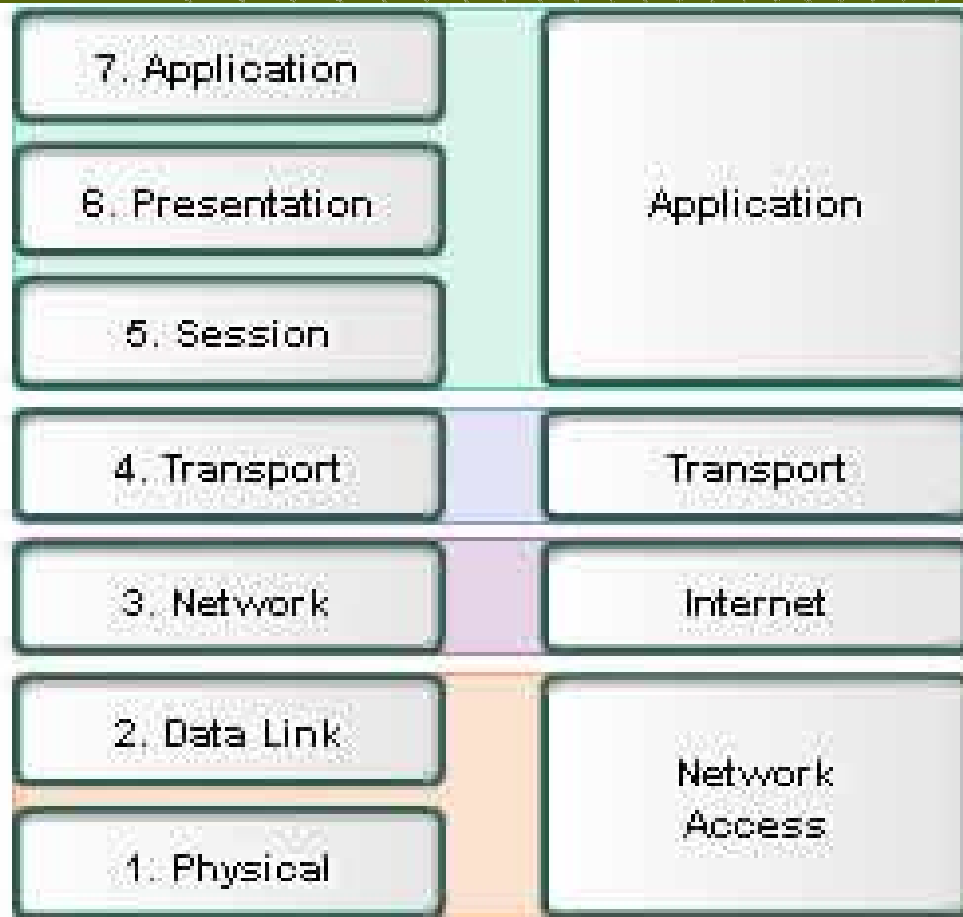 7. Application
6. Presentation
5. Session
4. Transport
3. Network
2. Data Link
1. Physical
Application
Transport
Internet
Network
Access